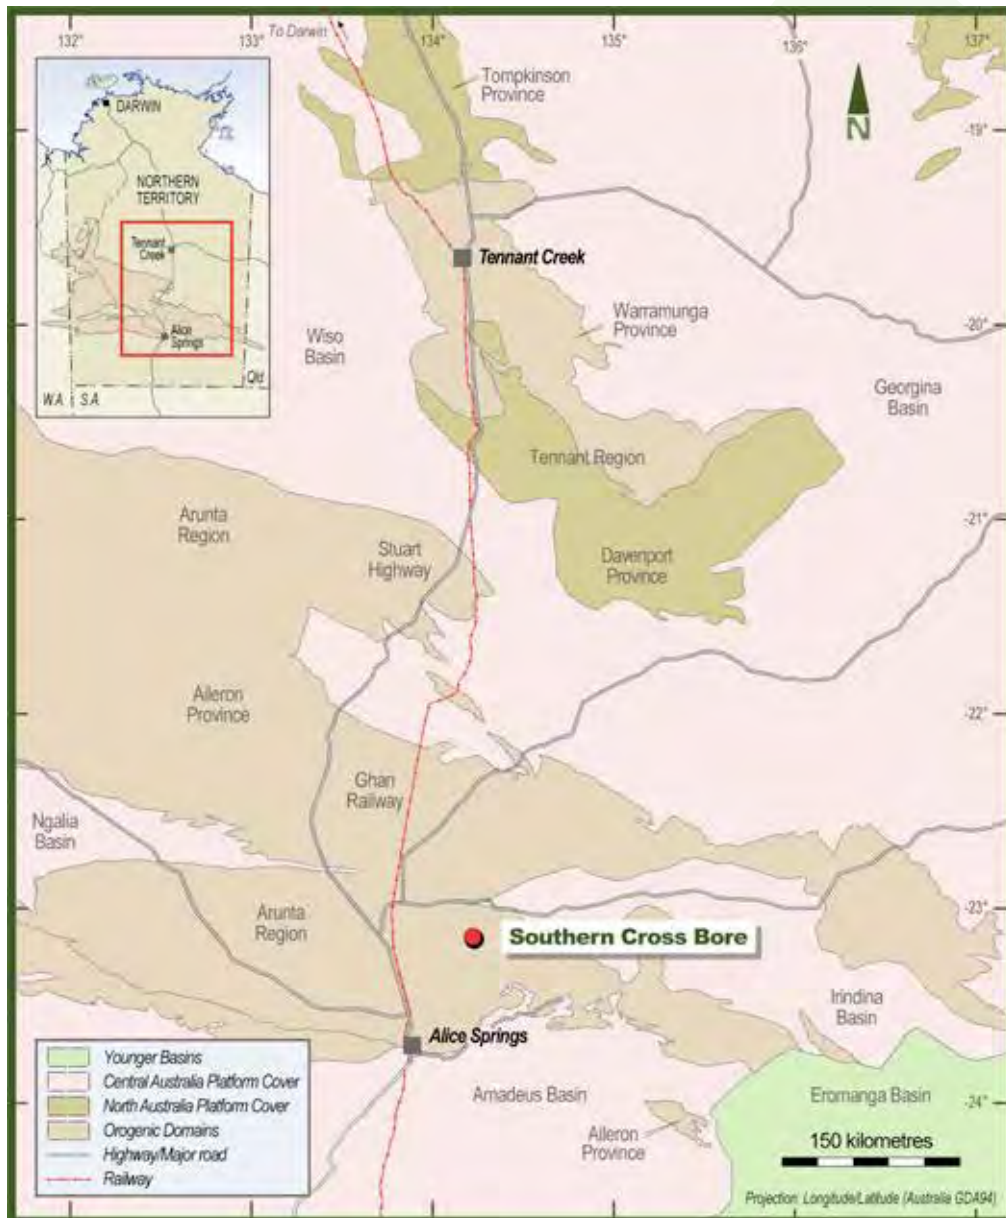 132°
133°
To Darwin
134°
135°
136°
137°
Tompkinson
Province
N
-19°
DARWIN
NORTHERN
TERRITORY
Tennant
Creek
Alice
Springs
Qld
W.A.
S.A
Tennant Creek
Warramunga
Province
-20°
Wiso
Basin
Georgina
Basin
Tennant Region
Arunta
Region
-21°
Stuart
Highway
Davenport
Province
Aileron
Province
-22°
Ghan
Railway
Ngalia
Basin
Arunta
Region
-23°
Southern Cross Bore
Irindina
Basin
Alice Springs
Younger Basins
Central Australia Platform Cover
North Australia Platform Cover
Orogenic Domains
Highway/Major road
Railway
Amadeus Basin
Eromanga Basin
-24°
Aileron
Province
150 kilometres
Projection: Longitude/Latitude (Australia GDA94)